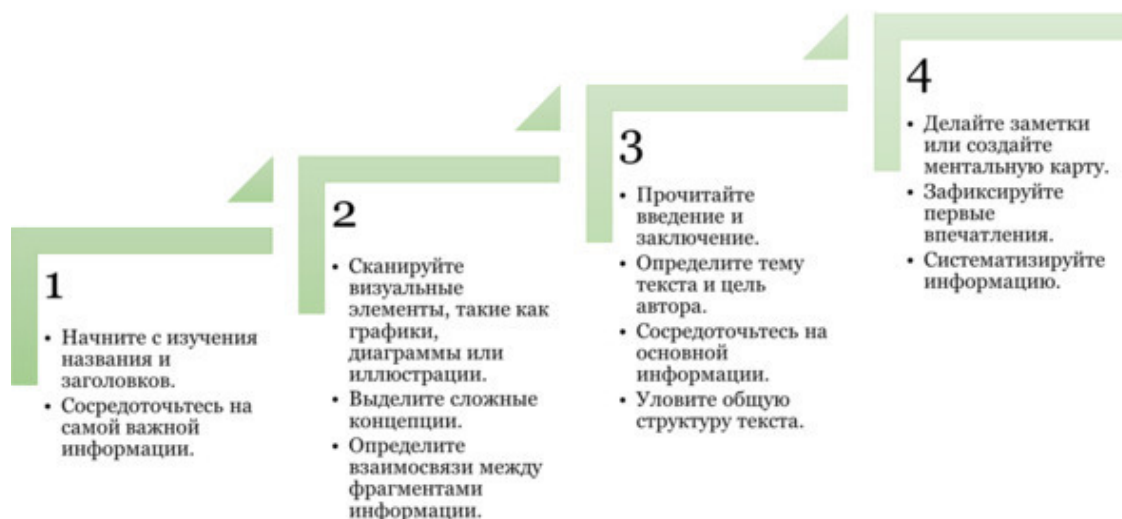 1
• Начните с изучения
названия и
заголовков.
• Сосредоточьтесь на
самой важной
информации.
2
• Сканируйте
визуальные
элементы, такие как
графики,
диаграммы или
иллюстрации.
• Выделите сложные
концепции.
• Определите
взаимосвязи между
фрагментами
информации.
3
• Прочитайте
введение и
заключение.
• Определите тему
текста и цель
автора.
• Сосредоточьтесь на
основной
информации.
• Уловите общую
структуру текста.
4
• Делайте заметки
или создайте
ментальную карту.
• Зафиксируйте
первые
впечатления.
• Систематизируйте
информацию.